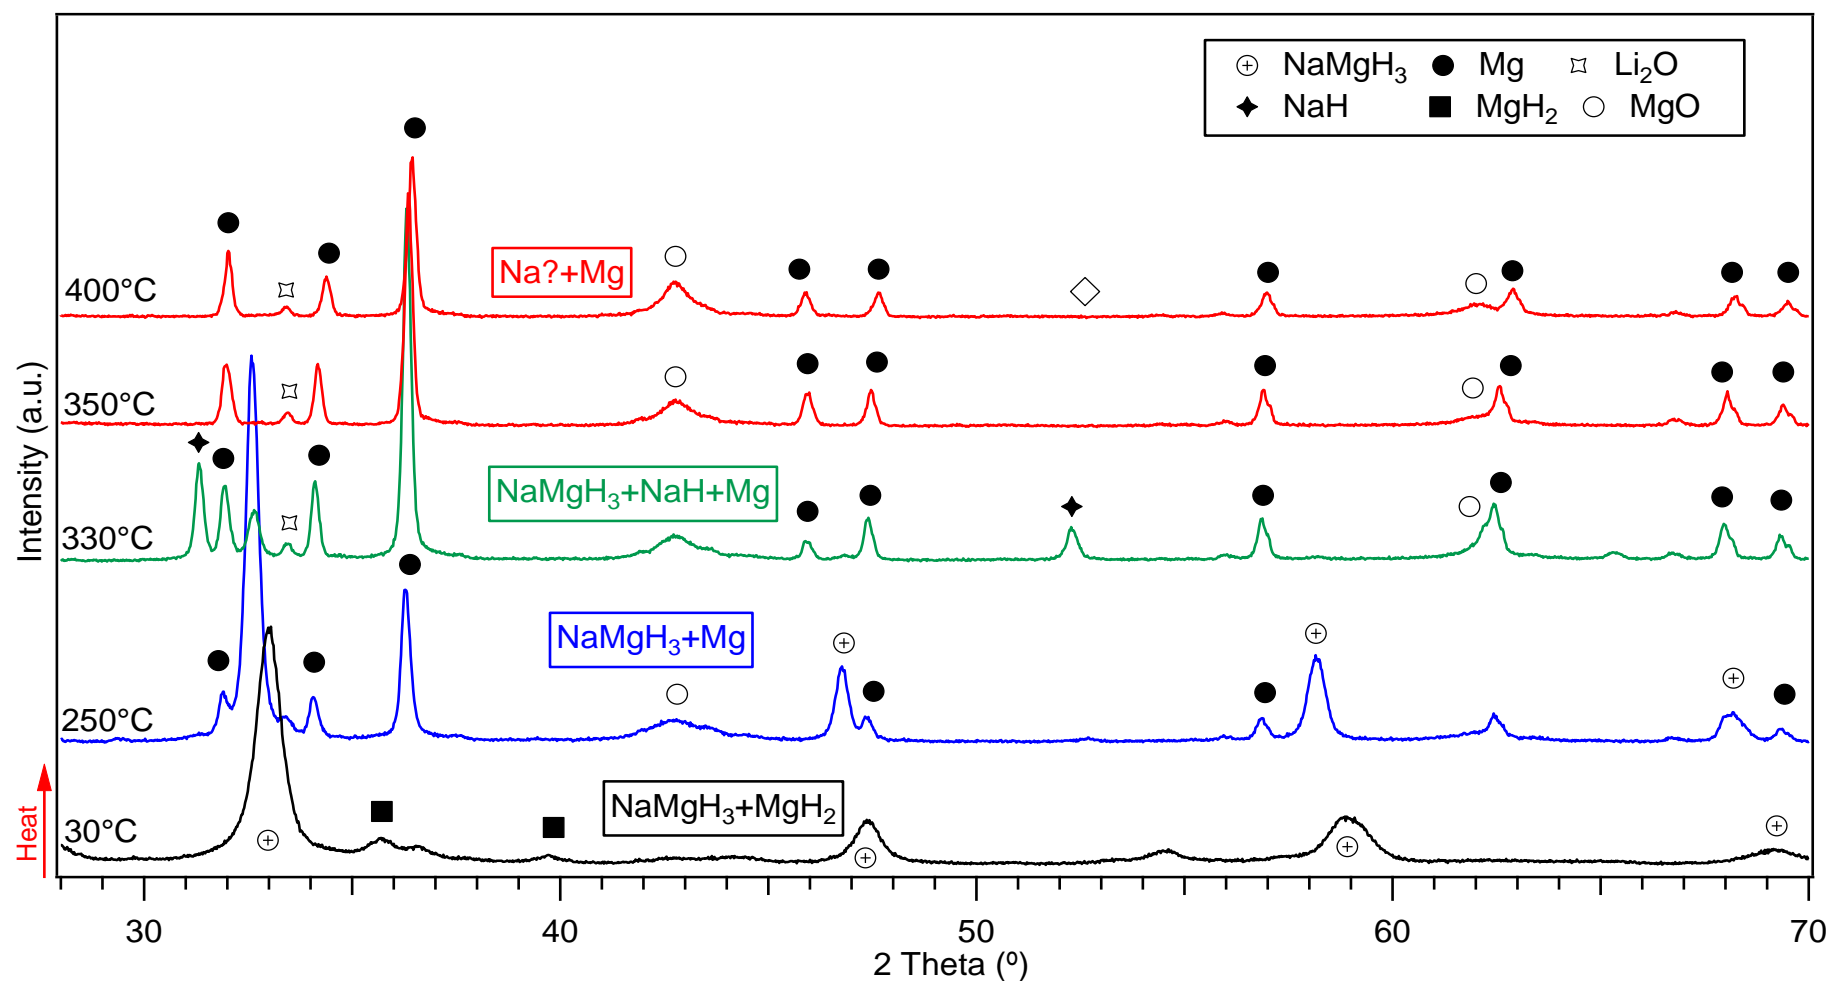 NaMgH₃ Mg Li₂O
NaH MgH₂ MgO
Na?+Mg
400°C
350°C
NaMgH₃+NaH+Mg
330°C
NaMgH₃+Mg
250°C
NaMgH₃+MgH₂
30°C
Intensity (a.u.)
Heat
30 40 50 60 70
2 Theta (º)